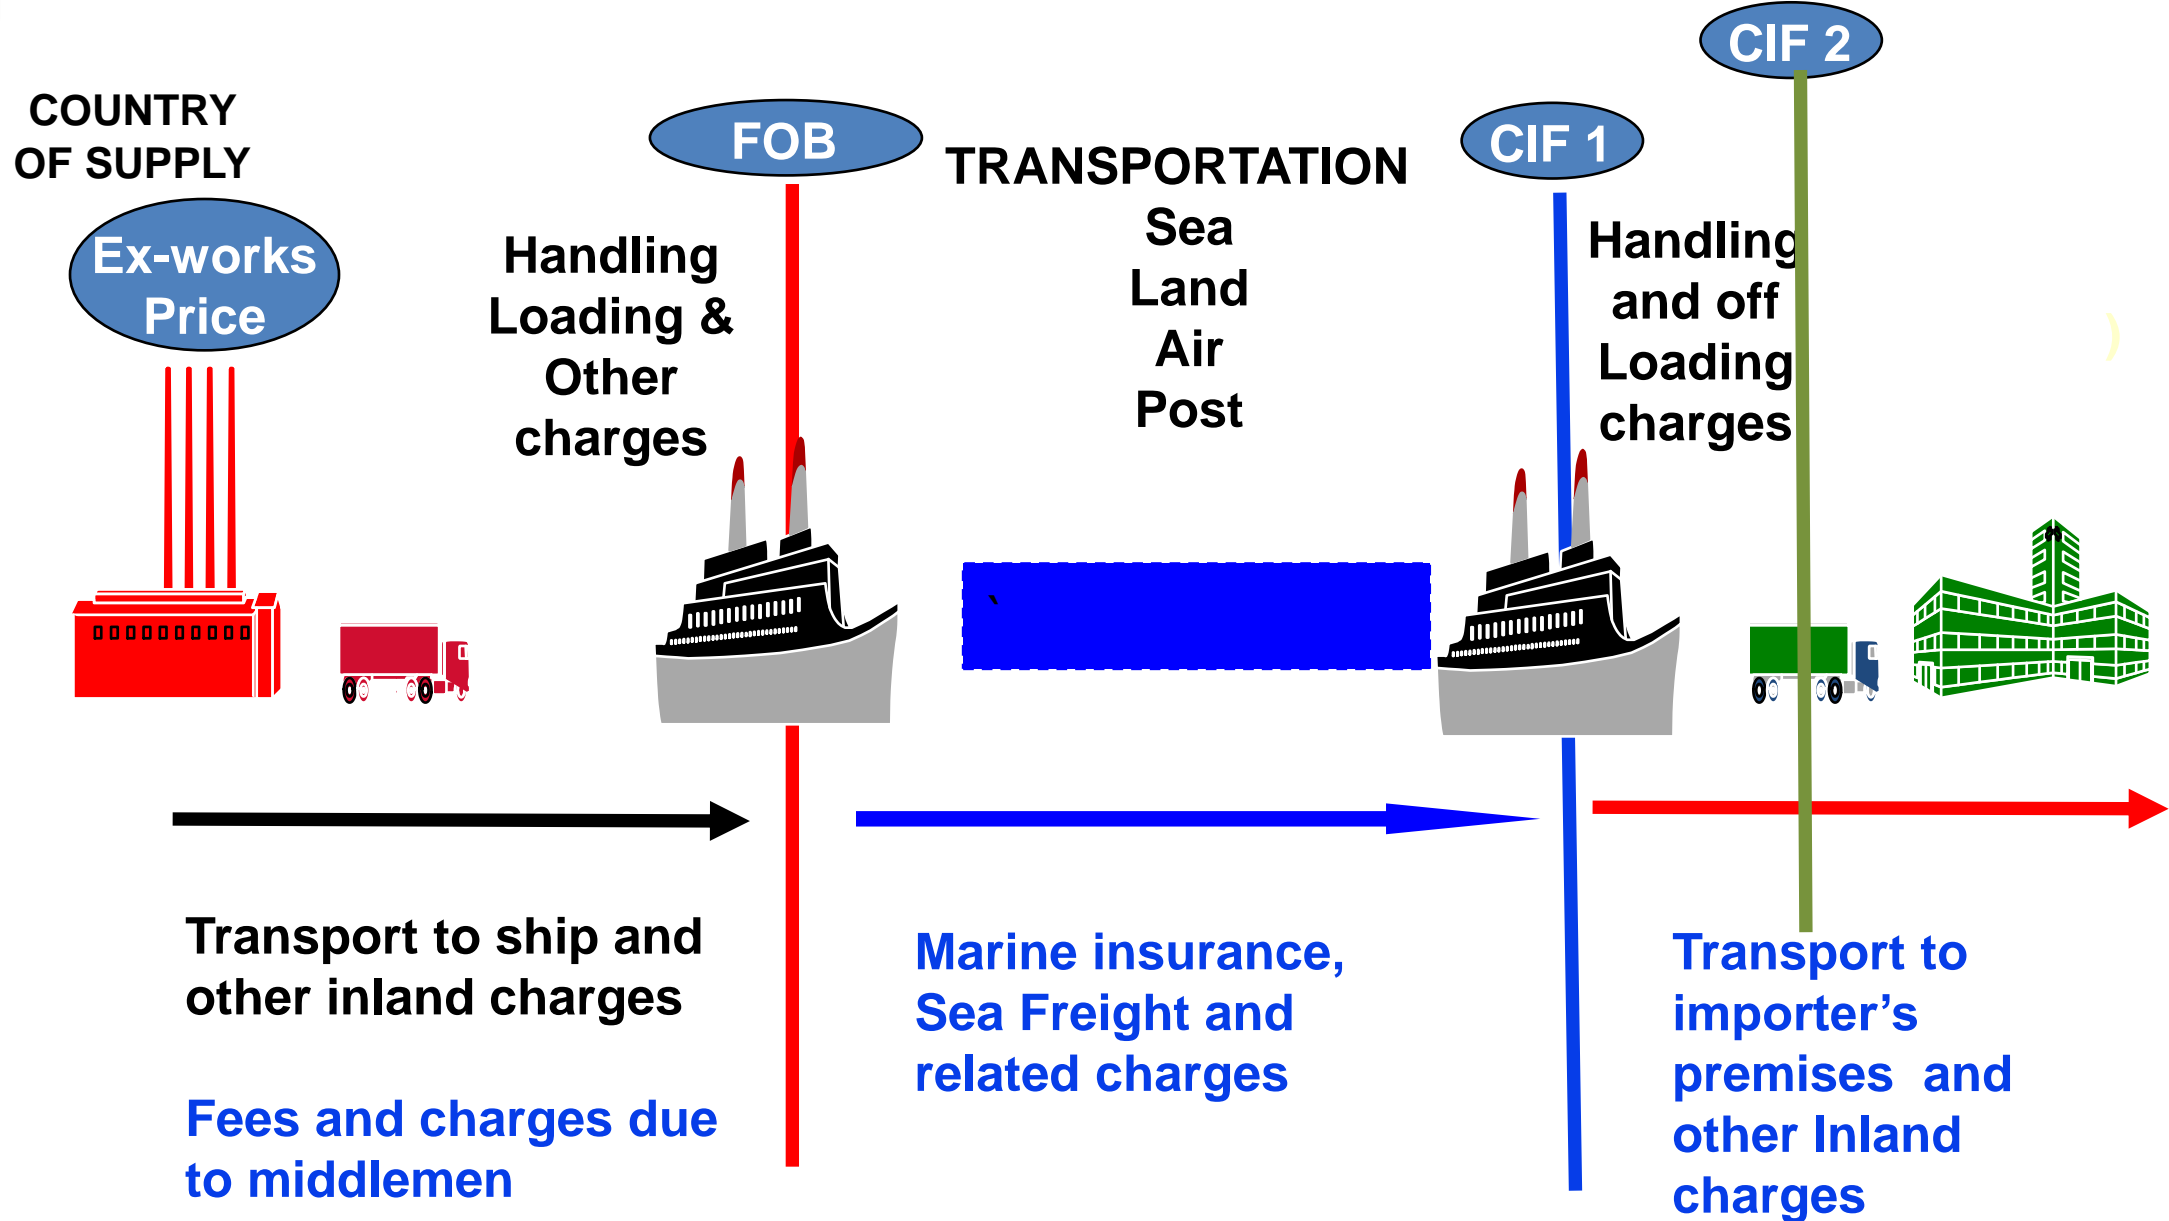 COUNTRY
OF SUPPLY
Ex-works
Price
Handling
Loading &
Other
charges
FOB
TRANSPORTATION
Sea
Land
Air
Post
CIF 1
Handling
and off
Loading
charges
CIF 2
)
`
Transport to ship and
other inland charges
Fees and charges due
to middlemen
Marine insurance,
Sea Freight and
related charges
Transport to
importer’s
premises  and
other Inland
charges